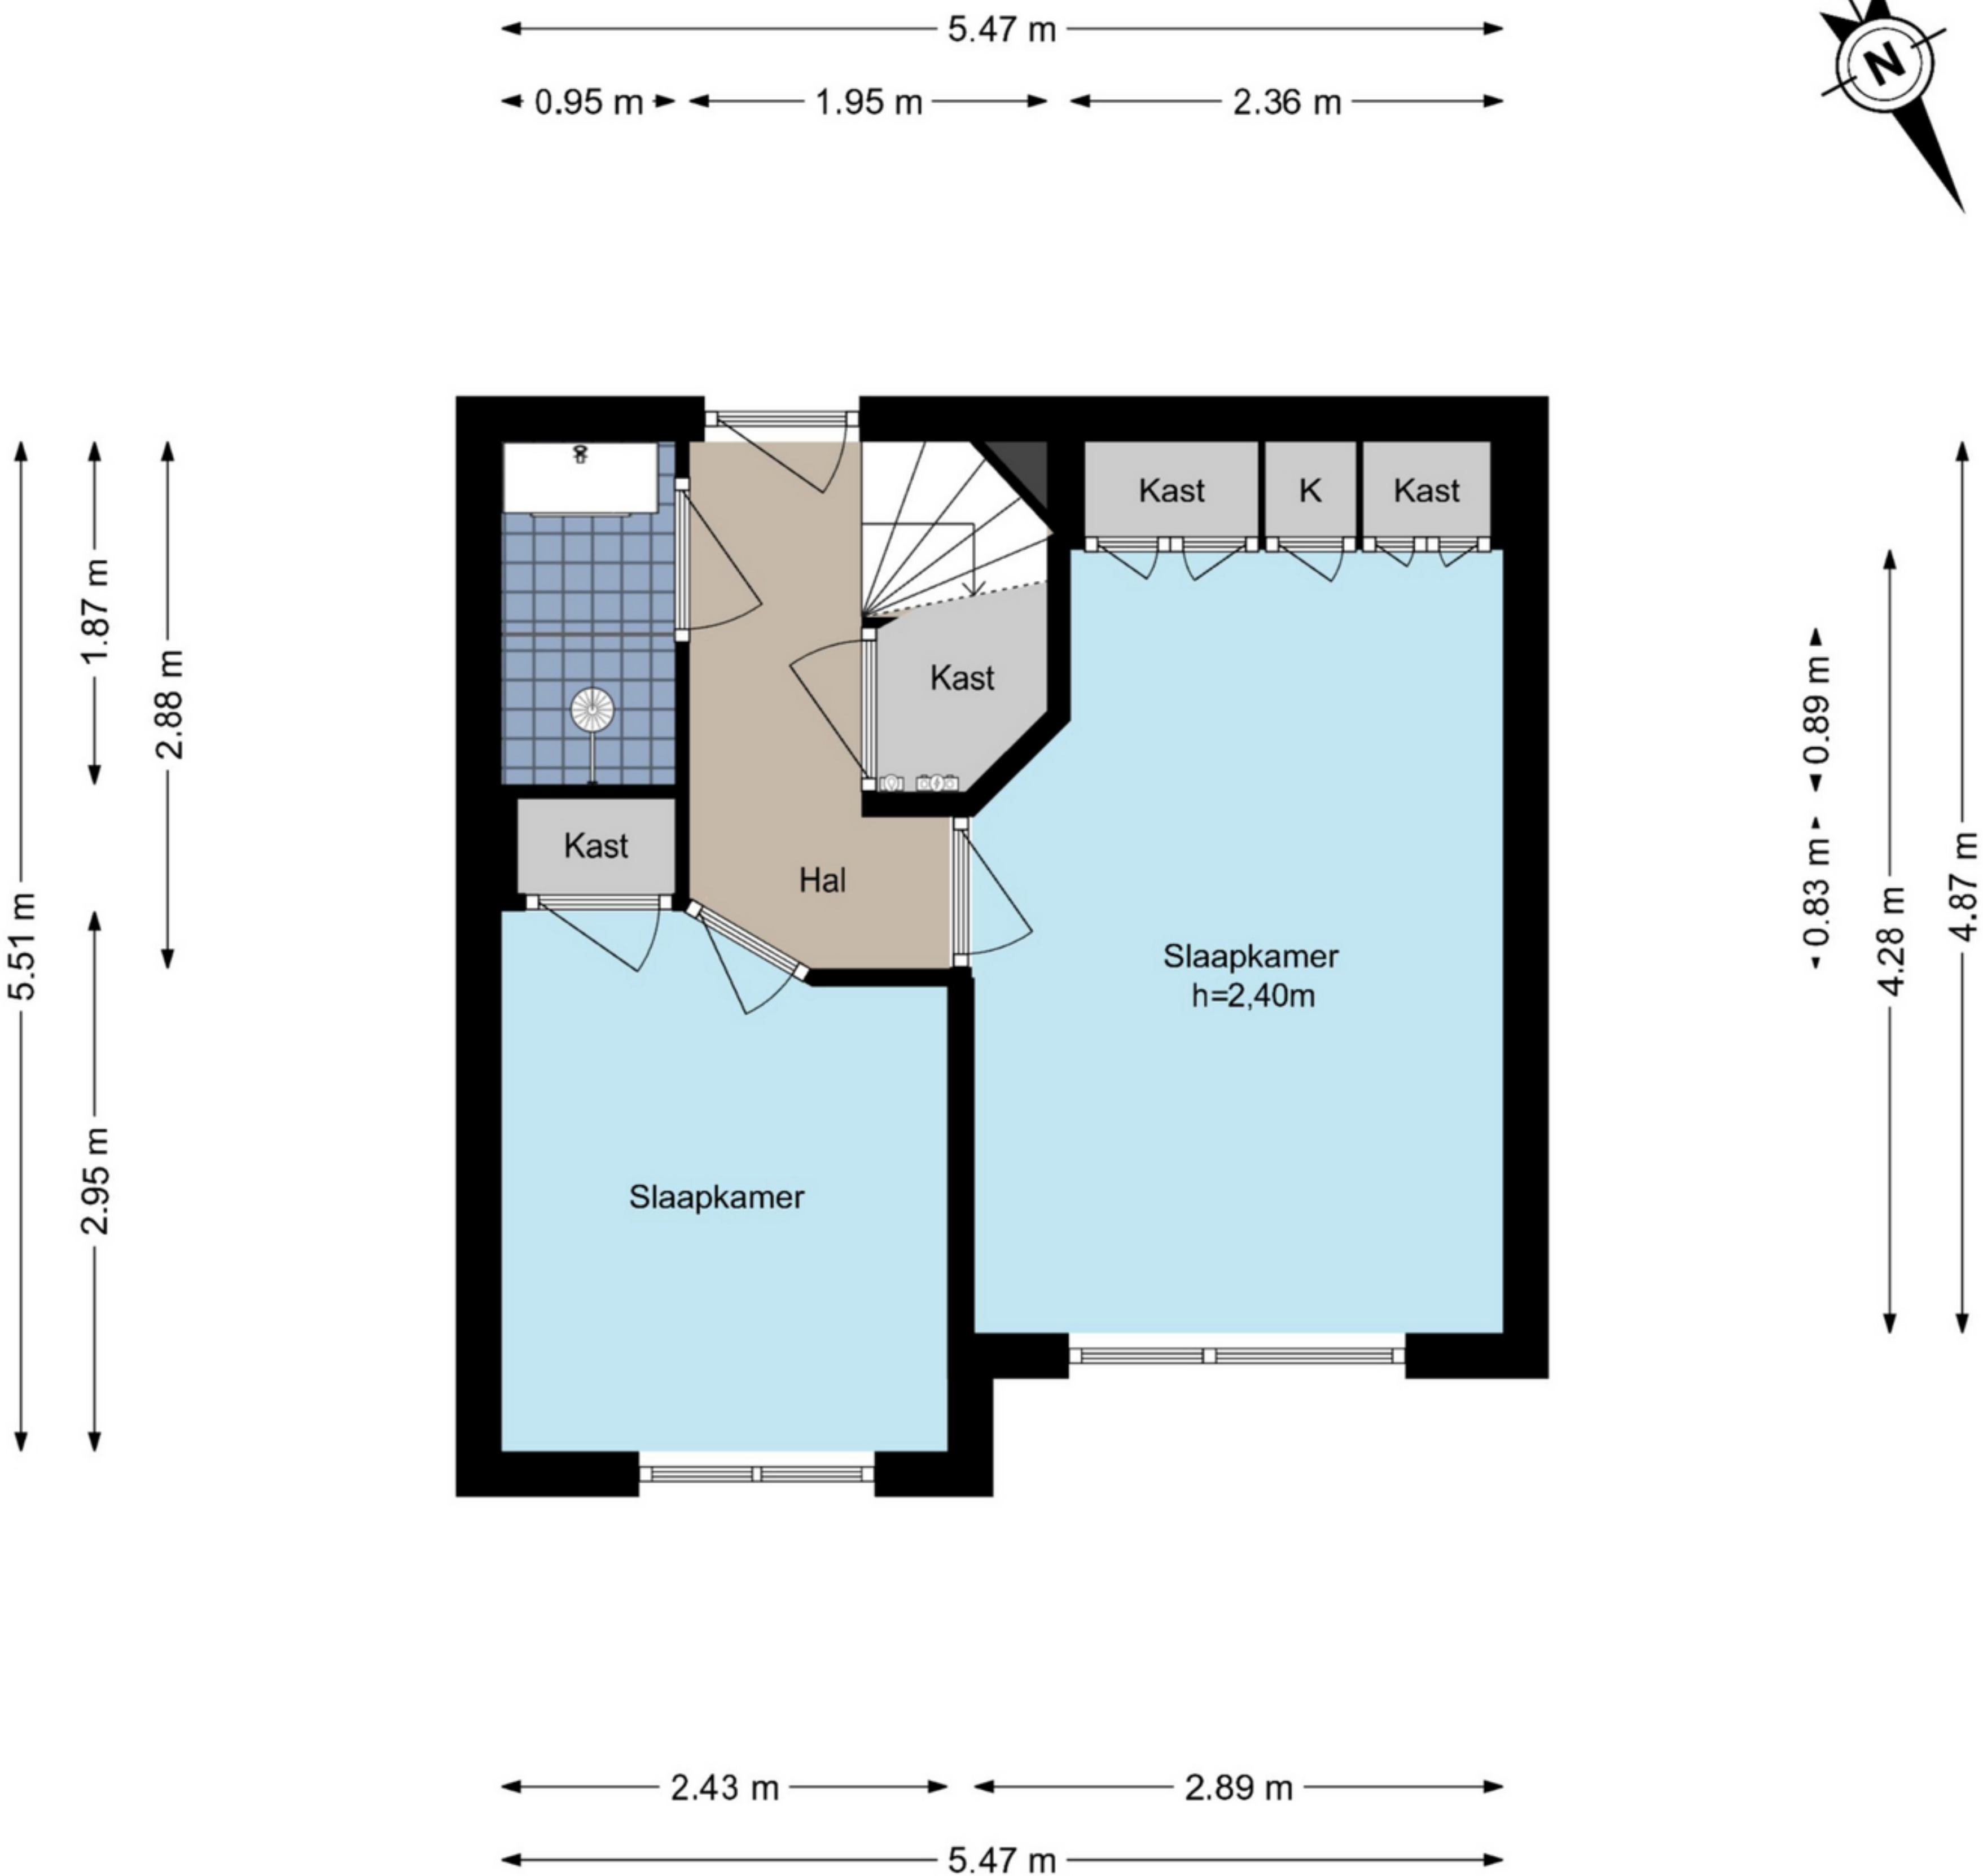 5.47 m
0.95 m 1.95 m 2.36 m
N
Kast K Kast
1.87 m
2.88 m
5.51 m
2.95 m
Kast
Kast
Hal
Slaapkamer
h=2,40m
Slaapkamer
0.89 m
0.83 m
4.28 m
4.87 m
2.43 m 2.89 m
5.47 m